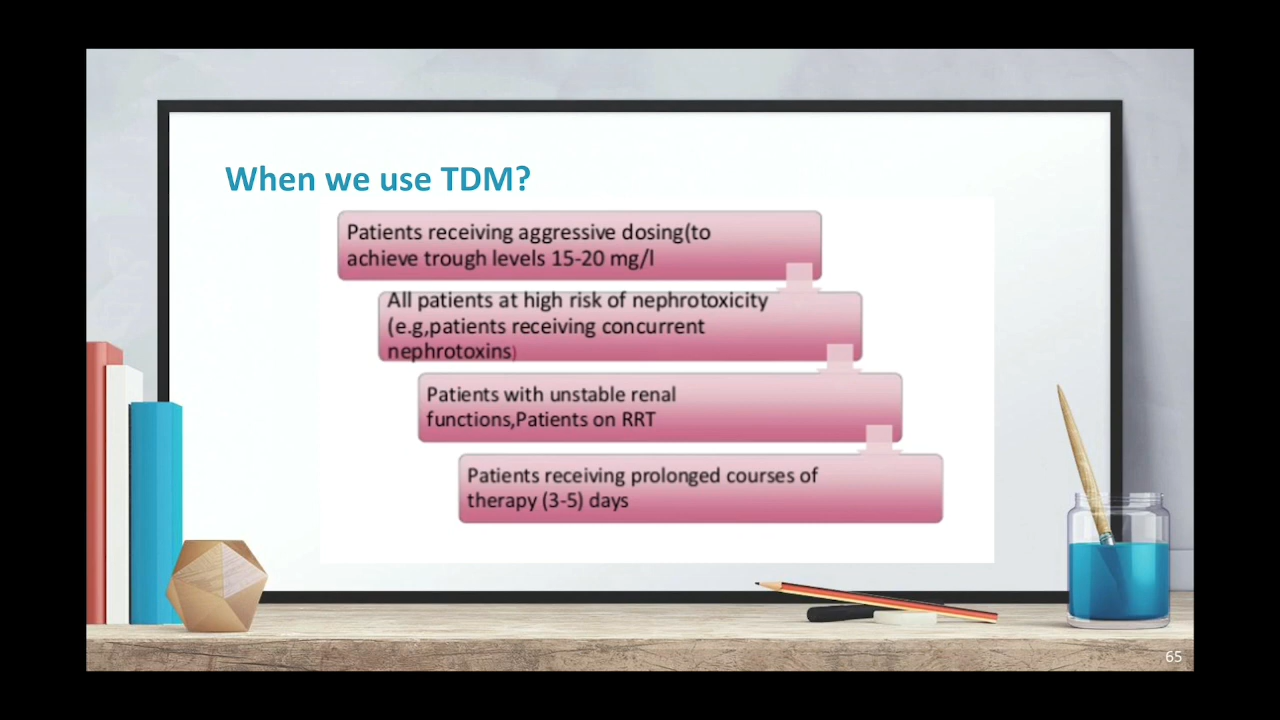 When we use TDM?
Patients receiving aggressive dosing(to
achieve trough levels 15-20 mg/l
All patients at high risk of nephrotoxicity
(e.g,patients receiving concurrent
nephrotoxins)
Patients with unstable renal
functions,Patients on RRT
Patients receiving prolonged courses of
therapy (3-5) days
65